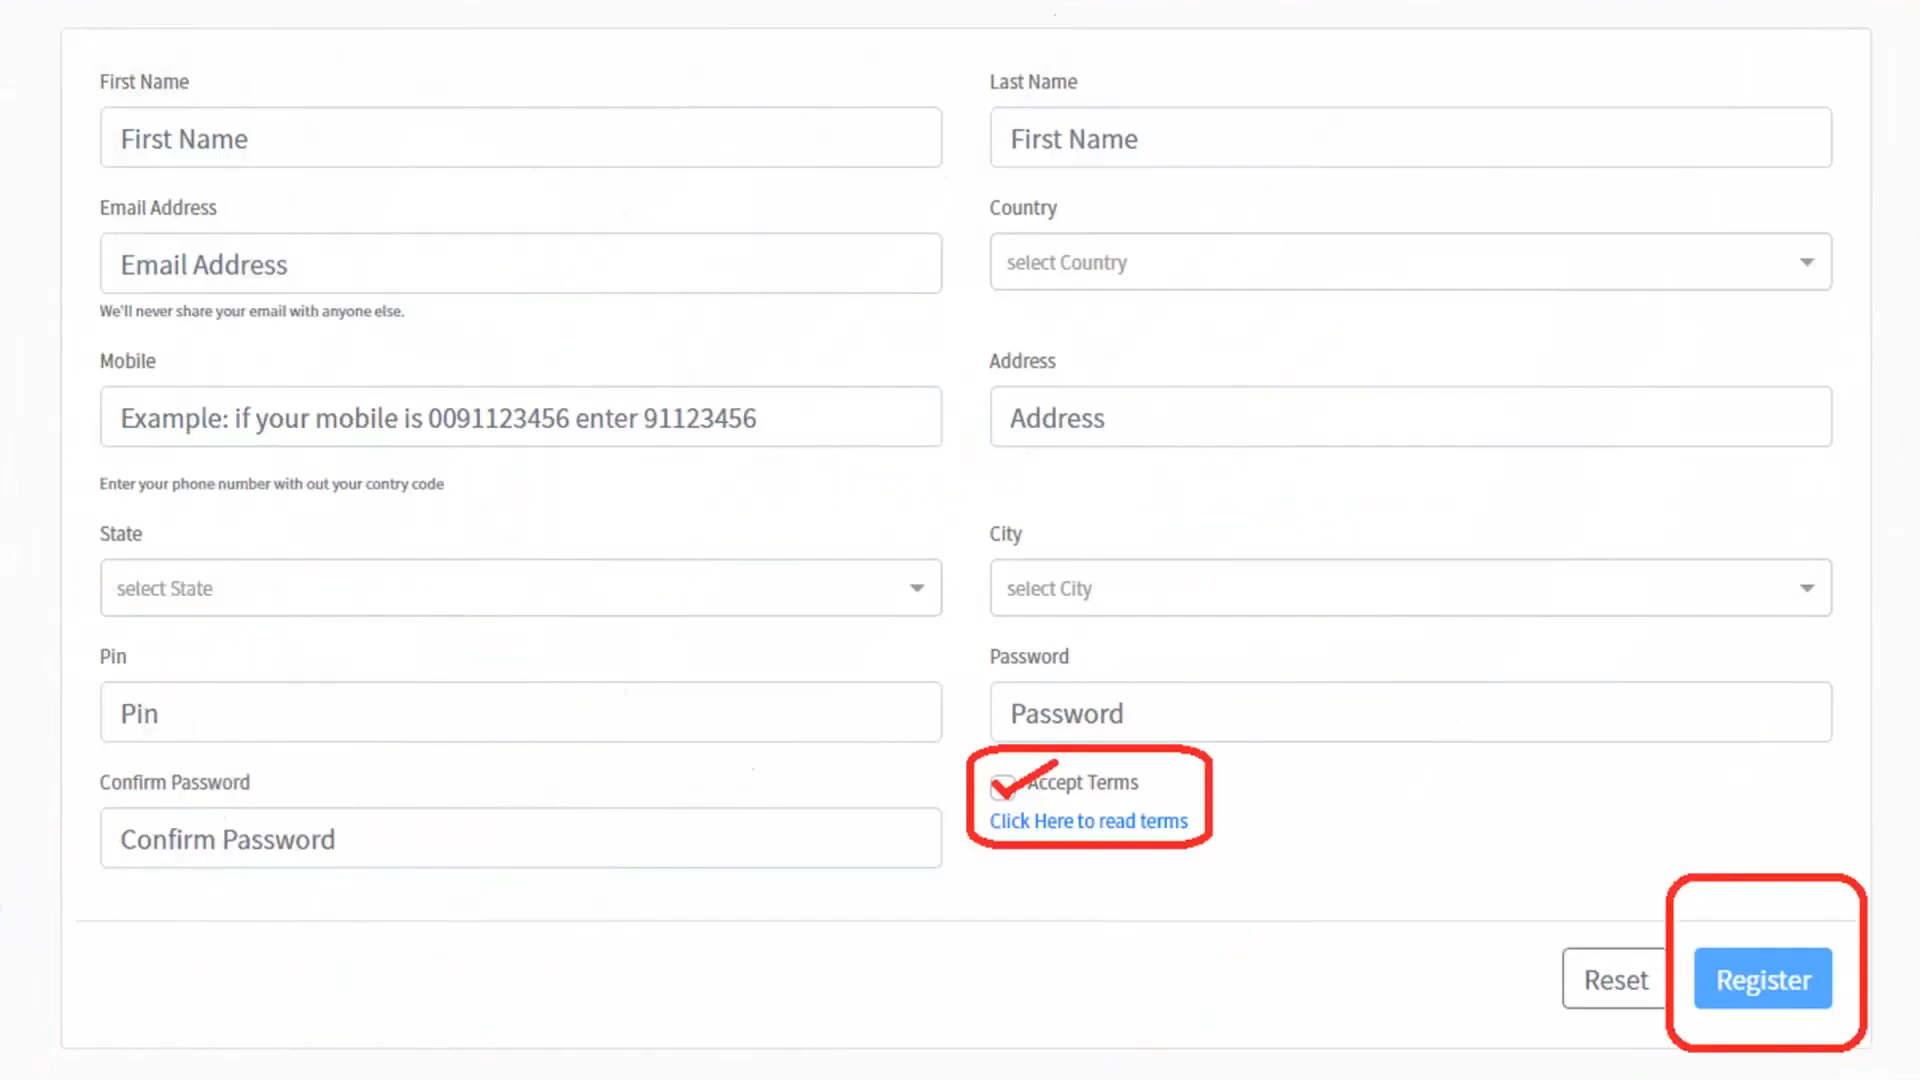 First Name
Last Name
First Name
First Name
Email Address
Country
Email Address
select Country
We'll never share your email with anyone else.
Mobile
Address
Example: if your mobile is 0091123456 enter 91123456
Address
Enter your phone number with out your contry code
State
City
select State
select City
Pin
Password
Pin
Password
Confirm Password
Accept Terms
Click Here to read terms
Confirm Password
Reset
Register